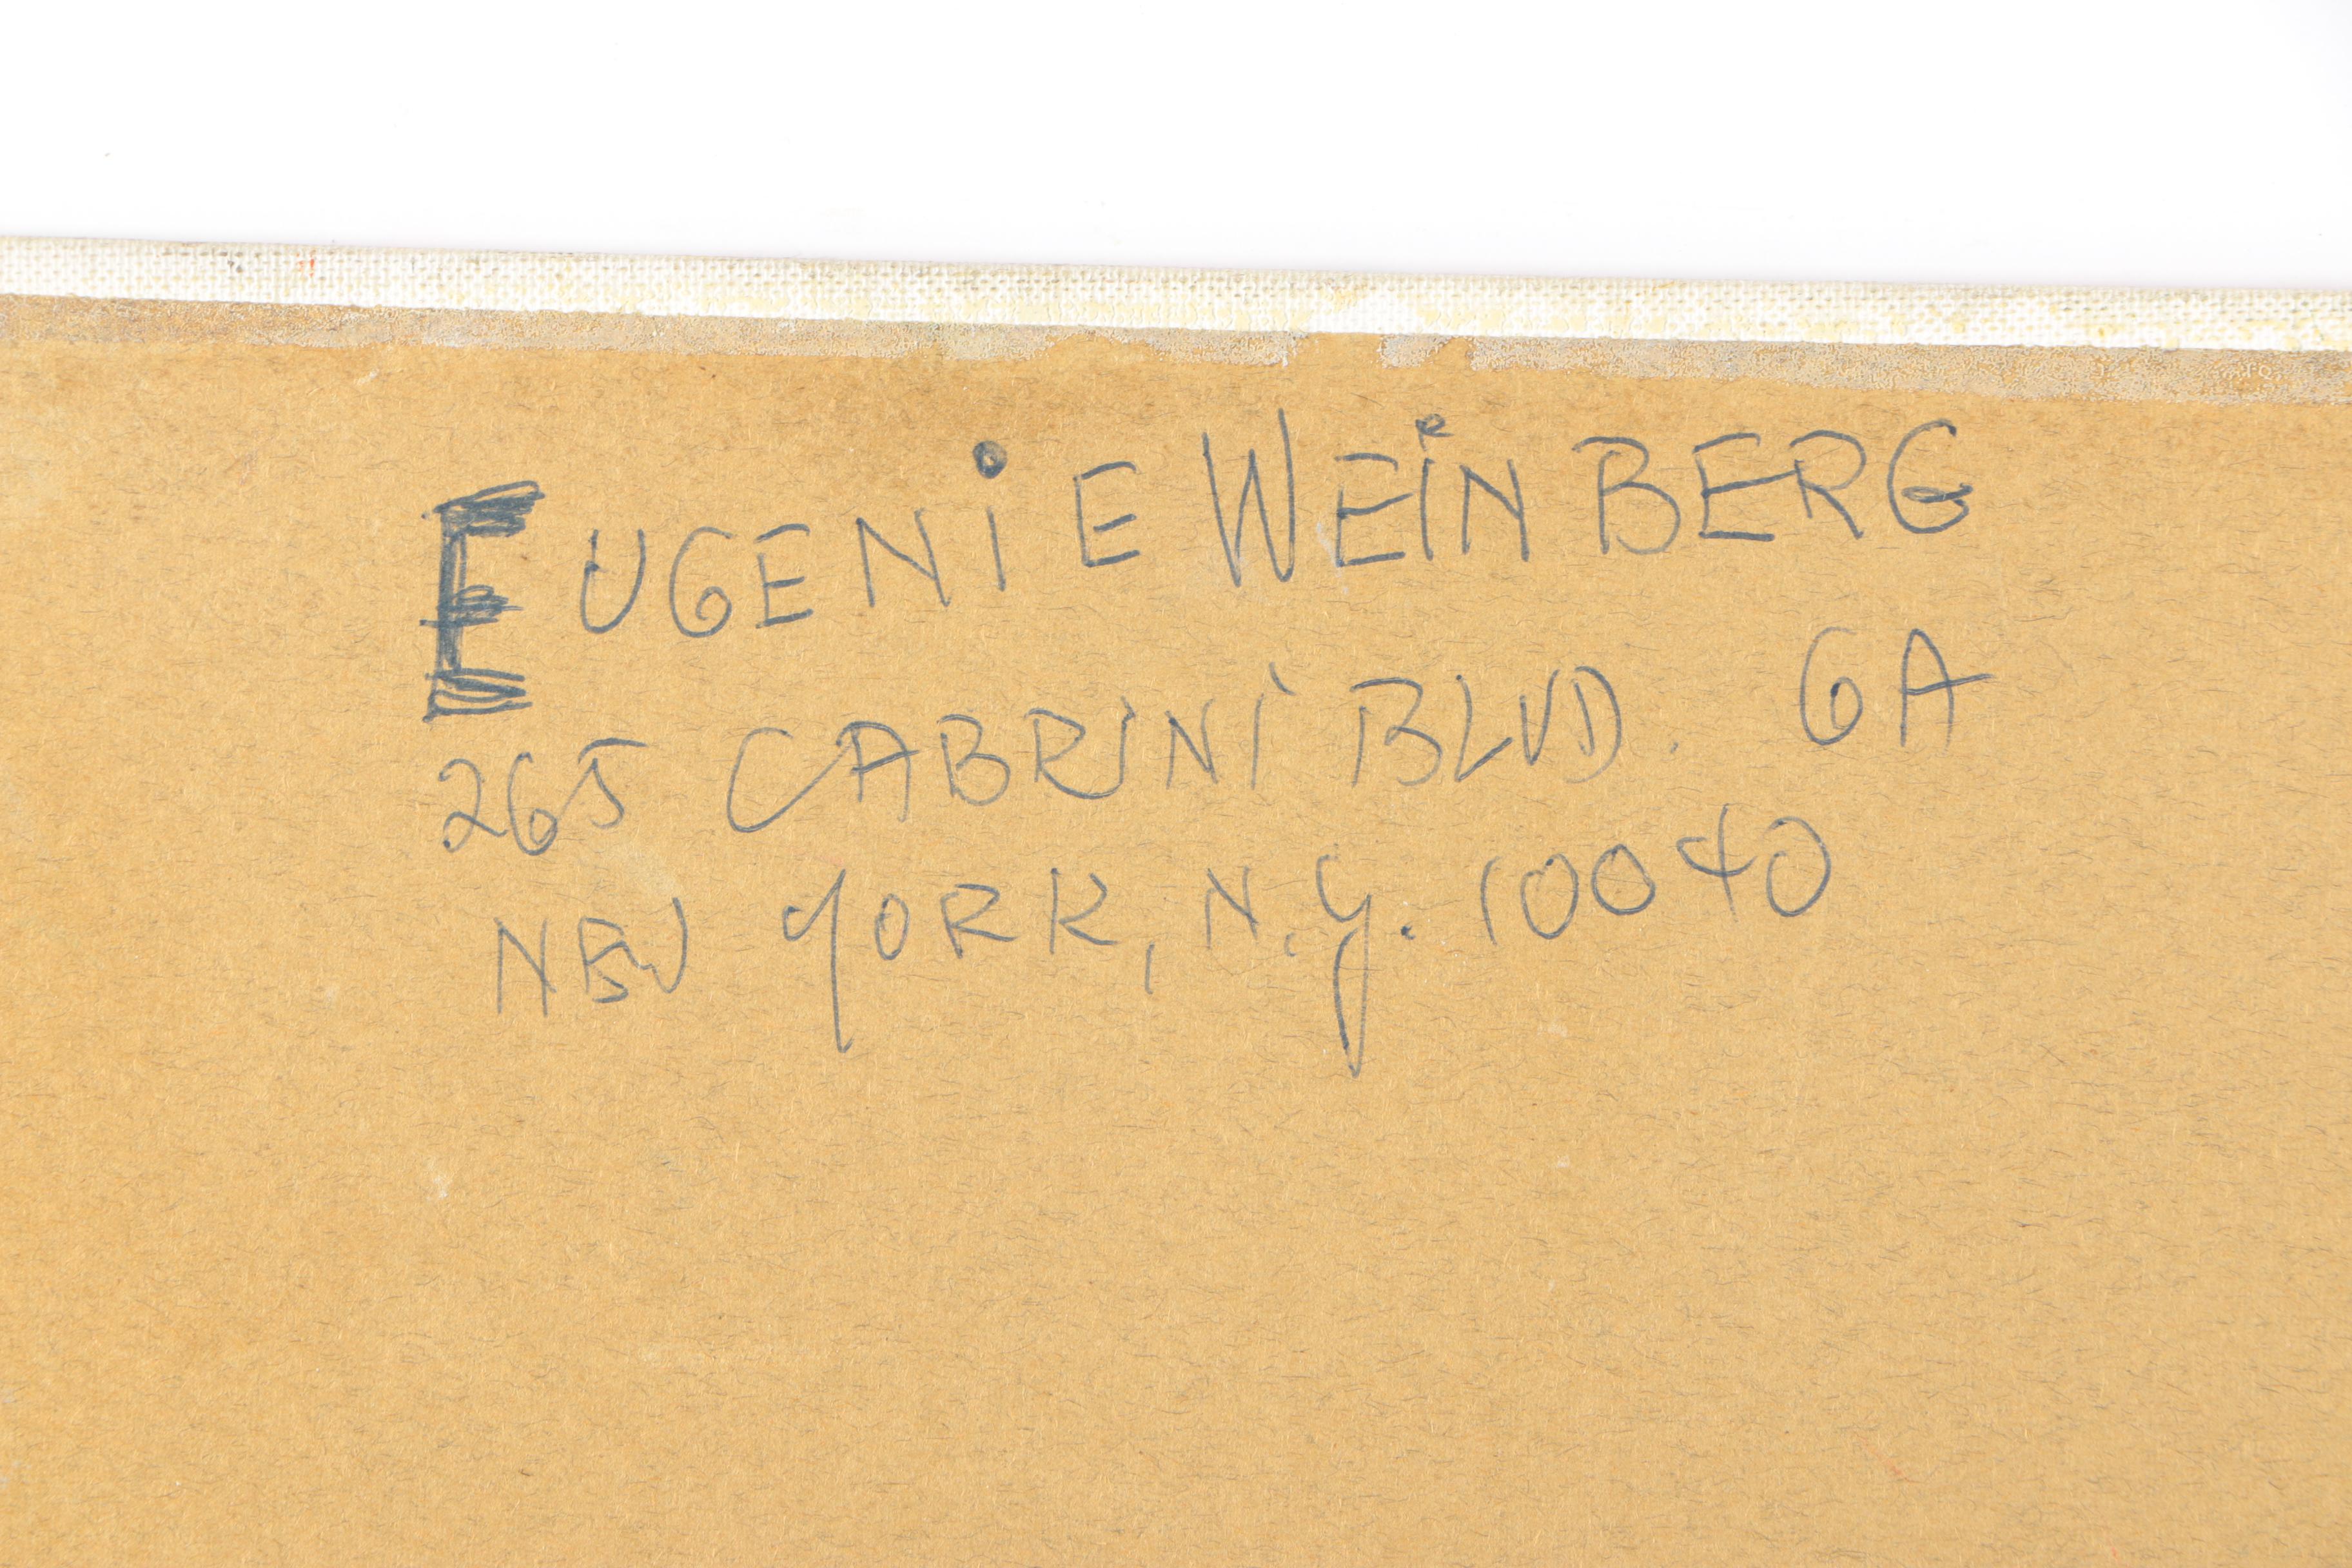 EUGENiE WEiNBERG
265 CABRiNi BLVD. 6A
NEW YORK, N.Y. 10040